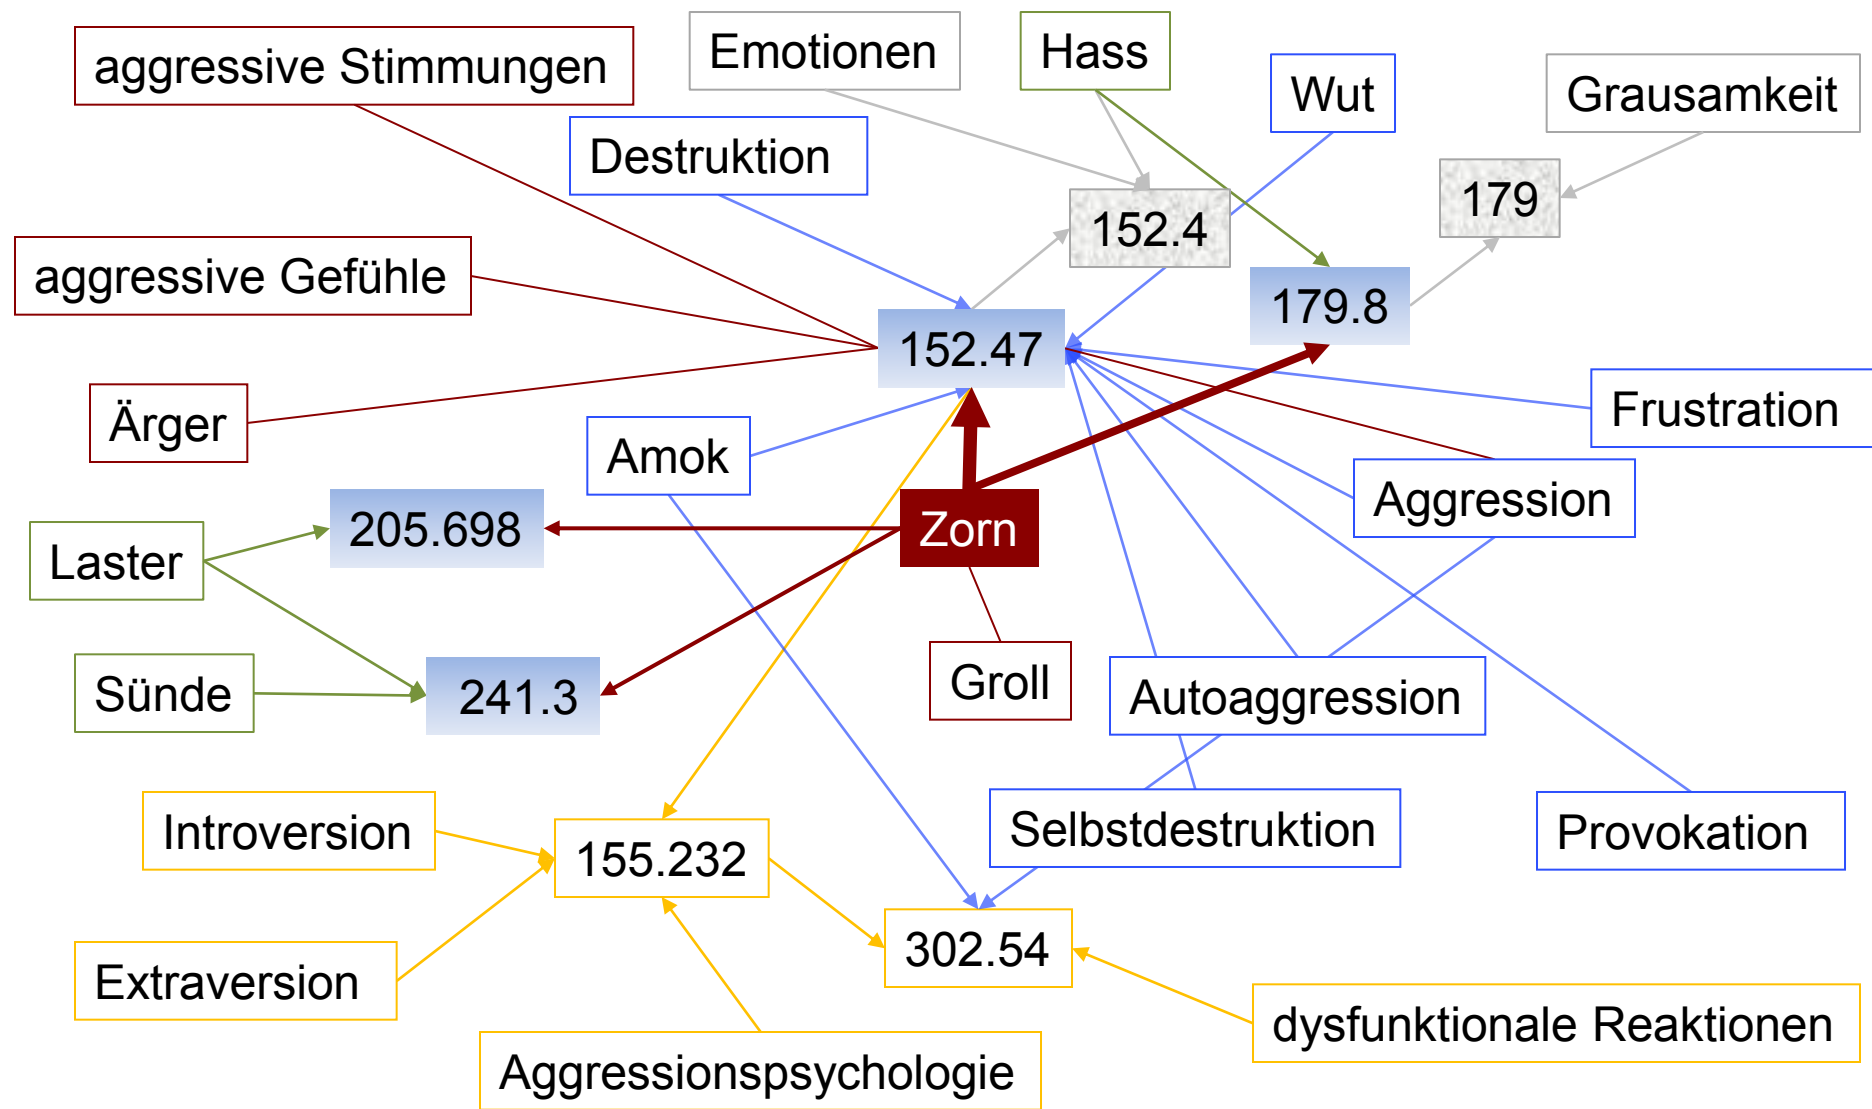 Emotionen
Hass
aggressive Stimmungen
Wut
Grausamkeit
Destruktion
179
152.4
aggressive Gefühle
179.8
152.47
Frustration
Ärger
Amok
Aggression
205.698
Zorn
Laster
Groll
Sünde
241.3
Autoaggression
Introversion
155.232
Selbstdestruktion
Provokation
302.54
Extraversion
dysfunktionale Reaktionen
Aggressionspsychologie